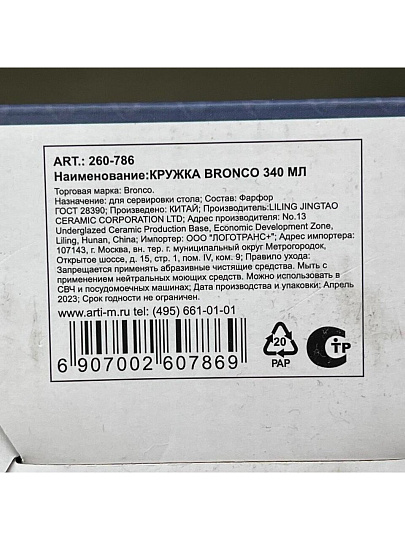 ART.: 260-786
Наименование:КРУЖКА BRONCO 340 МЛ
Торговая марка: Bronco.
Назначение: для сервировки стола; Состав: Фарфор
ГОСТ 28390; Произведено: КИТАЙ; Производитель:LILING JINGTAO
CERAMIC CORPORATION LTD; Адрес производителя: No.13
Underglazed Ceramic Production Base, Economic Development Zone,
Liling, Hunan, China; Импортер: ООО "ЛОГОТРАНС+"; Адрес импортера:
107143, г. Москва, вн. тер. г. муниципальный округ Метрогородок,
Открытое шоссе, д. 15, стр. 1, пом. IV, ком. 9; Правило ухода:
Запрещается применять абразивные чистящие средства. Мыть с
применением нейтральных моющих средств. Можно использовать в
СВЧ и посудомоечных машинах; Дата производства и упаковки: Апрель
2023; Срок годности не ограничен.
www.arti-m.ru tel: (495) 661-01-01
6 907002 607869
20
PAP
СТР